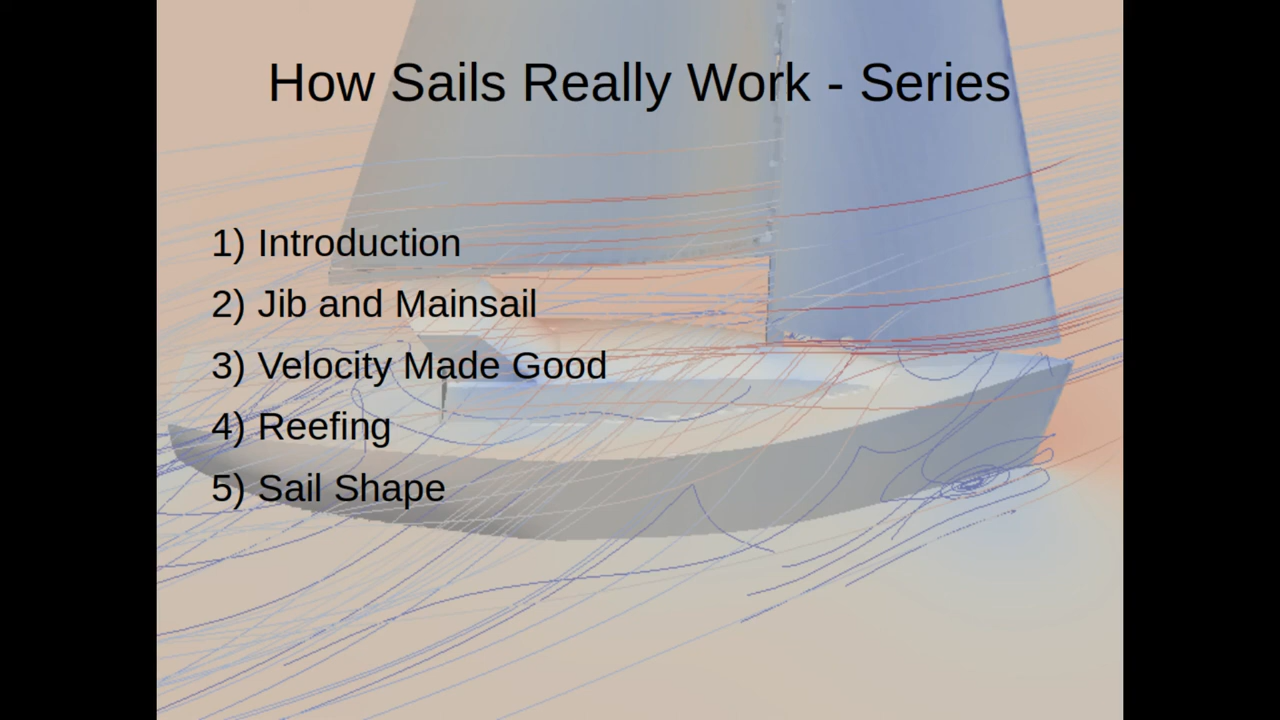 How Sails Really Work - Series
1) Introduction
2) Jib and Mainsail
3) Velocity Made Good
4) Reefing
5) Sail Shape